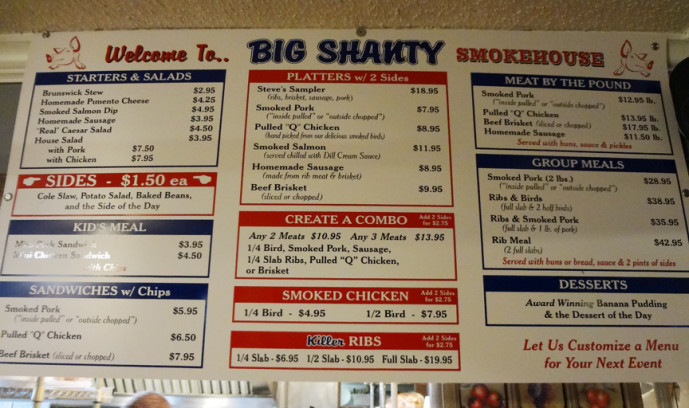 Welcome To.. BIG SHANTY SMOKEHOUSE
STARTERS & SALADS
Brunswick Stew $2.95
Homemade Pimento Cheese $4.25
Smoked Salmon Dip $4.95
Homemade Sausage $3.95
"Real" Caesar Salad $4.50
House Salad $3.95
with Pork $7.50
with Chicken $7.95
SIDES - $1.50 ea
Cole Slaw, Potato Salad, Baked Beans,
and the Side of the Day
KID'S MEAL
Mini Pork Sandwich $3.95
Mini Chicken Sandwich $4.50
with Chips
SANDWICHES w/ Chips
Smoked Pork $5.95
("inside pulled" or "outside chopped")
Pulled "Q" Chicken $6.50
Beef Brisket (sliced or chopped) $7.95
PLATTERS w/ 2 Sides
Steve's Sampler $18.95
(ribs, brisket, sausage, pork)
Smoked Pork $7.95
("inside pulled" or "outside chopped")
Pulled "Q" Chicken $8.95
(hand picked from our delicious smoked birds)
Smoked Salmon $11.95
(served chilled with Dill Cream Sauce)
Homemade Sausage $8.95
(made from rib meat & brisket)
Beef Brisket $9.95
(sliced or chopped)
CREATE A COMBO Add 2 Sides
for $2.75
Any 2 Meats $10.95 Any 3 Meats $13.95
1/4 Bird, Smoked Pork, Sausage,
1/4 Slab Ribs, Pulled "Q" Chicken,
or Brisket
SMOKED CHICKEN Add 2 Sides
for $2.75
1/4 Bird - $4.95 1/2 Bird - $7.95
Killer RIBS Add 2 Sides
for $2.75
1/4 Slab - $6.95 1/2 Slab - $10.95 Full Slab - $19.95
MEAT BY THE POUND
Smoked Pork $12.95 lb.
("inside pulled" or "outside chopped")
Pulled "Q" Chicken $13.95 lb.
Beef Brisket (sliced or chopped) $17.95 lb.
Homemade Sausage $11.50 lb.
Served with buns, sauce & pickles
GROUP MEALS
Smoked Pork (2 lbs.) $28.95
("inside pulled" or "outside chopped")
Ribs & Birds $38.95
(full slab & 2 half birds)
Ribs & Smoked Pork $35.95
(full slab & 1 lb. of pork)
Rib Meal $42.95
(2 full slabs)
Served with buns or bread, sauce & 2 pints of sides
DESSERTS
Award Winning Banana Pudding
& the Dessert of the Day
Let Us Customize a Menu
for Your Next Event